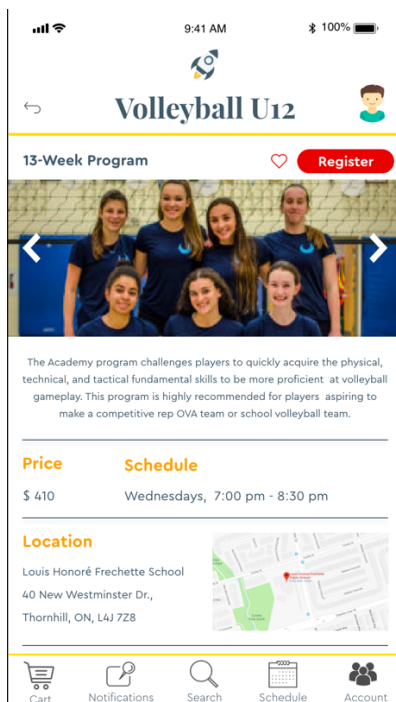 9:41 AM
100%
Volleyball U12
13-Week Program
Register
The Academy program challenges players to quickly acquire the physical,
technical, and tactical fundamental skills to be more proficient at volleyball
gameplay. This program is highly recommended for players aspiring to
make a competitive rep OVA team or school volleyball team.
Price
Schedule
$ 410
Wednesdays, 7:00 pm - 8:30 pm
Location
Louis Honoré Frechette School
40 New Westminster Dr.,
Thornhill, ON, L4J 7Z8
Cart
Notifications
Search
Schedule
Account